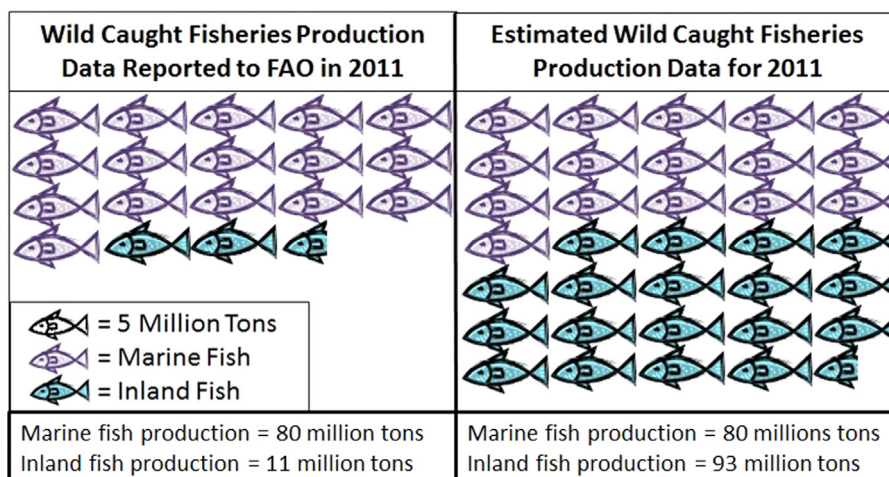 Wild Caught Fisheries Production
Data Reported to FAO in 2011
Estimated Wild Caught Fisheries
Production Data for 2011
= 5 Million Tons
= Marine Fish
= Inland Fish
Marine fish production = 80 million tons
Inland fish production = 11 million tons
Marine fish production = 80 millions tons
Inland fish production = 93 million tons